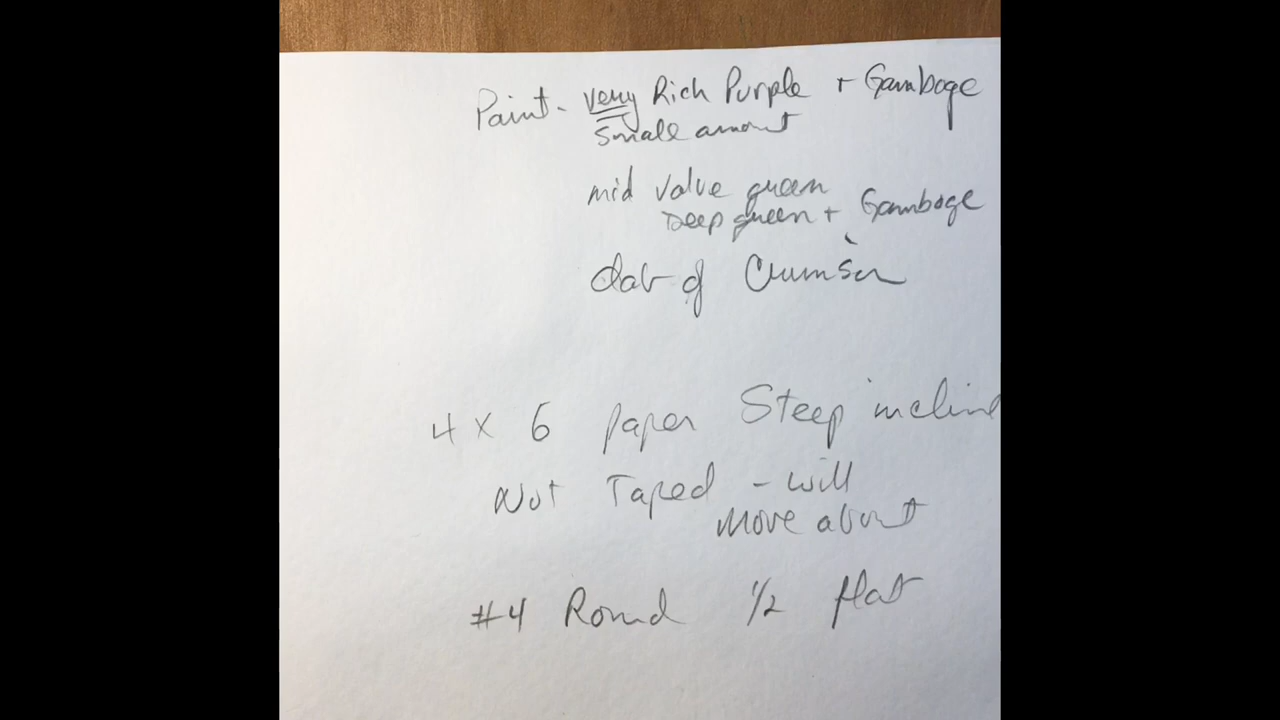 Paint - very Rich Purple + Gamboge
small amount
mid value green
Deep green + Gamboge
dab of Crimson
4 x 6 paper Steep incline
Not Taped - will
Move about
#4 Round 1/2 flat